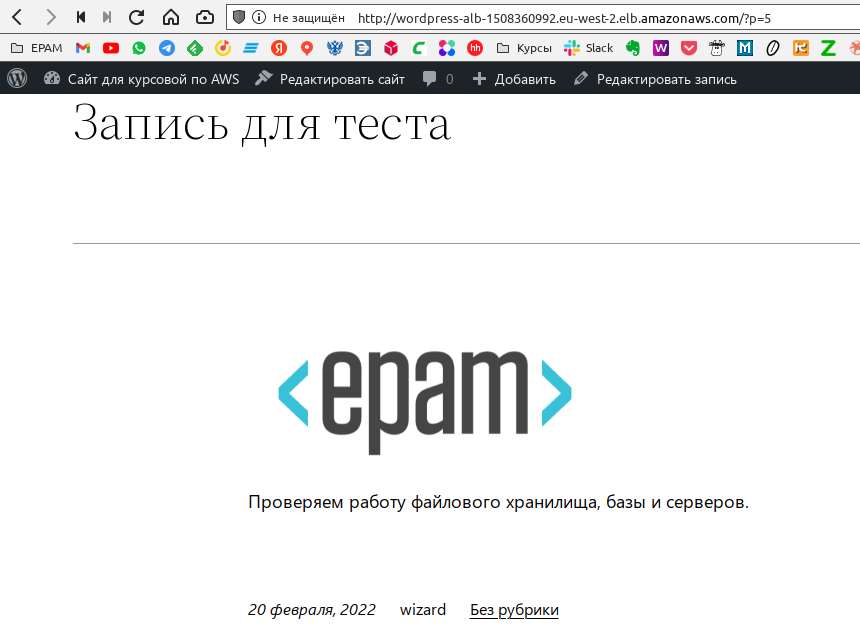 Не защищён http://wordpress-alb-1508360992.eu-west-2.elb.amazonaws.com/?p=5
EPAM Курсы Slack
Сайт для курсовой по AWS Редактировать сайт 0 Добавить Редактировать запись
Запись для теста
<epam>
Проверяем работу файлового хранилища, базы и серверов.
20 февраля, 2022 wizard Без рубрики